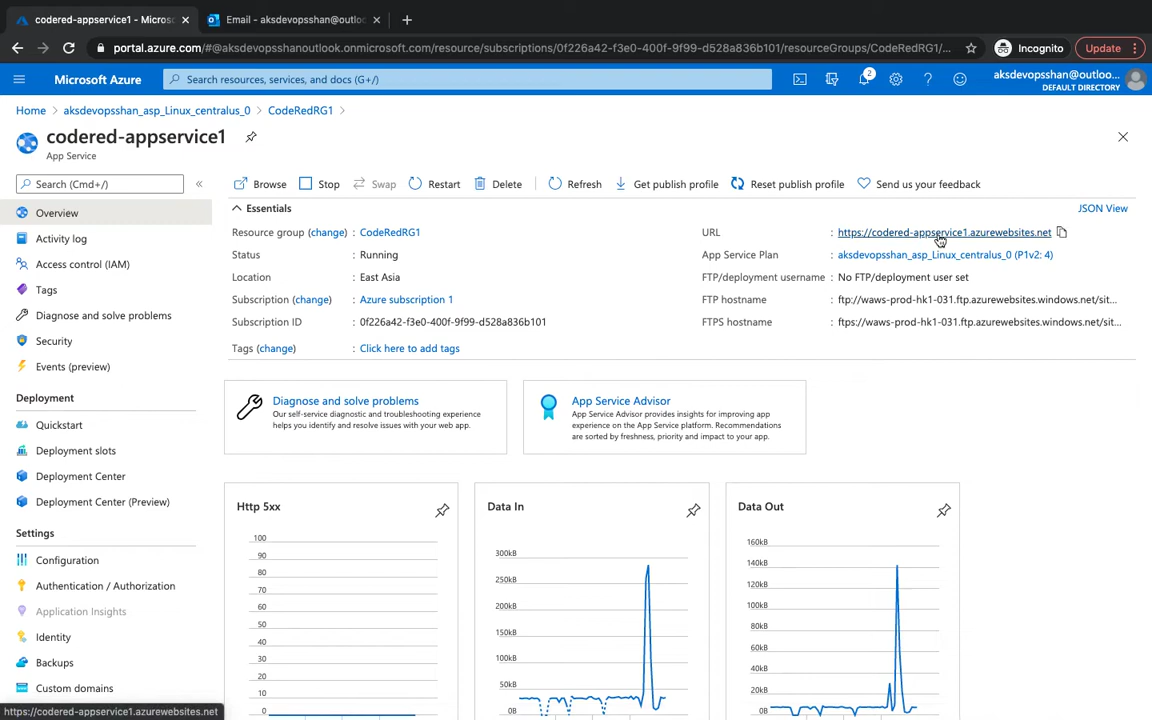 codered-appservice1 - Micros
Email - aksdevopsshan@outlo
portal.azure.com/#@aksdevopsshanoutlook.onmicrosoft.com/resource/subscriptions/0f226a42-f3e0-400f-9f99-d528a836b101/resourceGroups/CodeRedRG1/...
Incognito
Update
Microsoft Azure
Search resources, services, and docs (G+/)
2
aksdevopsshan@outloo...
DEFAULT DIRECTORY
Home > aksdevopsshan_asp_Linux_centralus_0 > CodeRedRG1 >
codered-appservice1
App Service
Search (Cmd+/)
«
Browse
Stop
Swap
Restart
Delete
Refresh
Get publish profile
Reset publish profile
Send us your feedback
Overview
Activity log
Access control (IAM)
Tags
Diagnose and solve problems
Security
Events (preview)
Deployment
Quickstart
Deployment slots
Deployment Center
Deployment Center (Preview)
Settings
Configuration
Authentication / Authorization
Application Insights
Identity
Backups
Custom domains
Essentials
JSON View
Resource group (change) : CodeRedRG1
Status : Running
Location : East Asia
Subscription (change) : Azure subscription 1
Subscription ID : 0f226a42-f3e0-400f-9f99-d528a836b101
Tags (change) : Click here to add tags
URL : https://codered-appservice1.azurewebsites.net
App Service Plan : aksdevopsshan_asp_Linux_centralus_0 (P1v2: 4)
FTP/deployment username : No FTP/deployment user set
FTP hostname : ftp://waws-prod-hk1-031.ftp.azurewebsites.windows.net/sit...
FTPS hostname : ftps://waws-prod-hk1-031.ftp.azurewebsites.windows.net/sit...
Diagnose and solve problems
Our self-service diagnostic and troubleshooting experience
helps you identify and resolve issues with your web app.
App Service Advisor
App Service Advisor provides insights for improving app
experience on the App Service platform. Recommendations
are sorted by freshness, priority and impact to your app.
Http 5xx
100
90
80
70
60
50
40
30
20
10
0
Data In
300kB
250kB
200kB
150kB
100kB
50kB
0B
Data Out
160kB
140kB
120kB
100kB
80kB
60kB
40kB
20kB
0B
https://codered-appservice1.azurewebsites.net